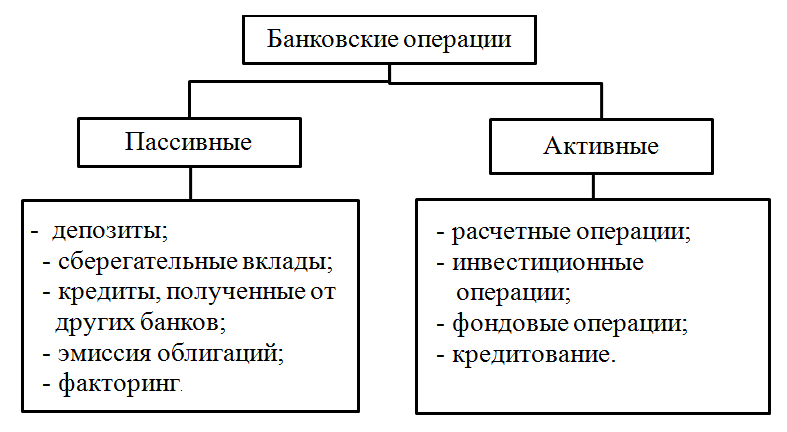 Банковские операции
Пассивные
Активные
- депозиты;
- сберегательные вклады;
- кредиты, полученные от
других банков;
- эмиссия облигаций;
- факторинг.
- расчетные операции;
- инвестиционные
операции;
- фондовые операции;
- кредитование.